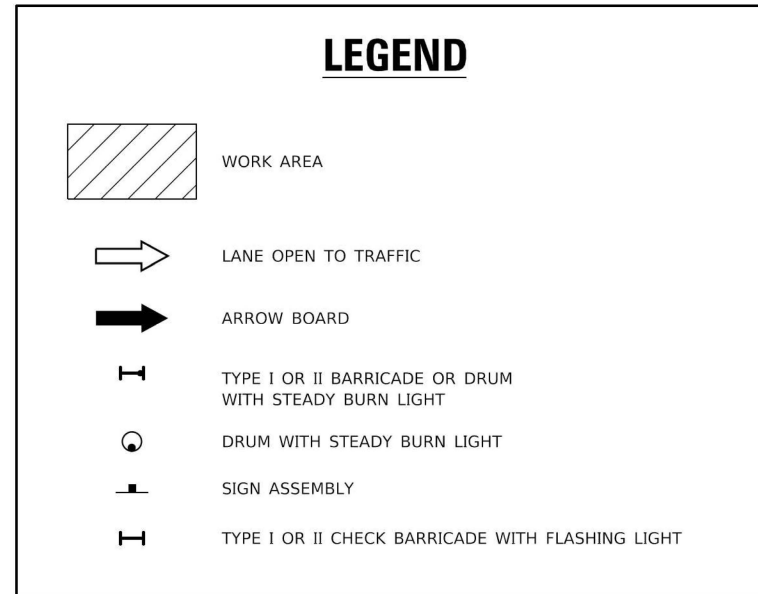 LEGEND
WORK AREA
LANE OPEN TO TRAFFIC
ARROW BOARD
TYPE I OR II BARRICADE OR DRUM
WITH STEADY BURN LIGHT
DRUM WITH STEADY BURN LIGHT
SIGN ASSEMBLY
TYPE I OR II CHECK BARRICADE WITH FLASHING LIGHT